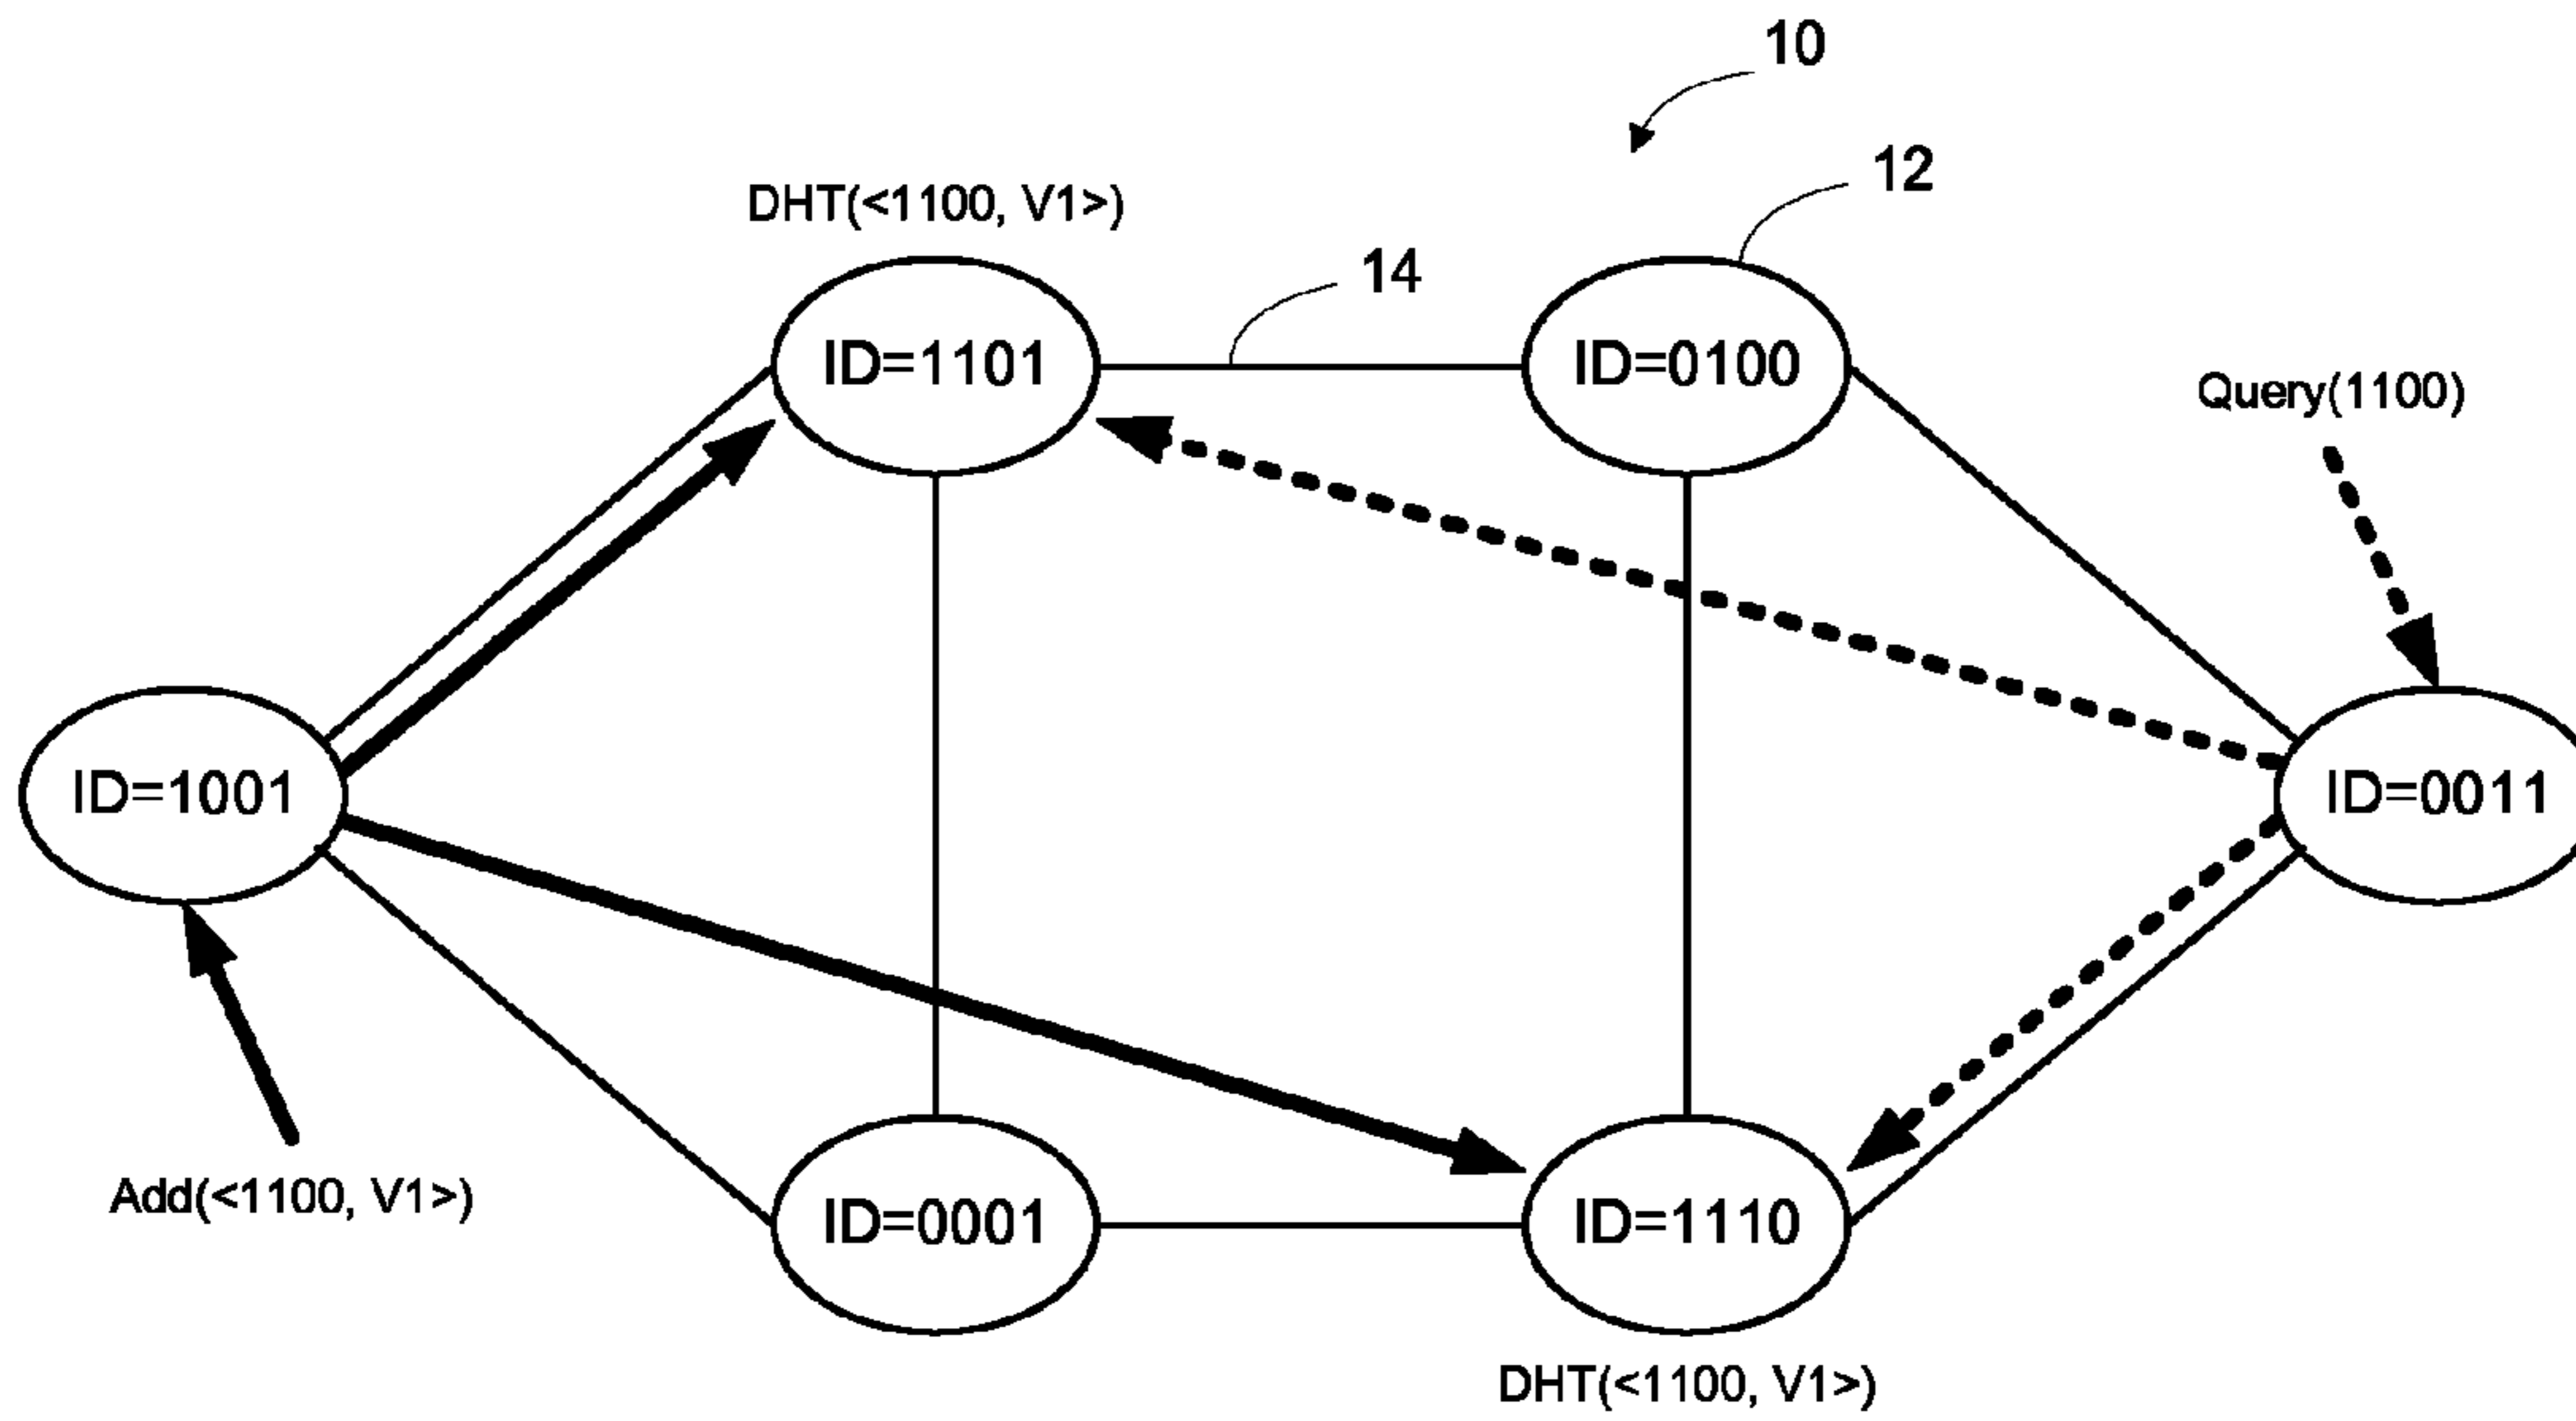 10
12
DHT(<1100, V1>)
14
ID=1101
ID=0100
Query(1100)
ID=1001
ID=0011
Add(<1100, V1>)
ID=0001
ID=1110
DHT(<1100, V1>)